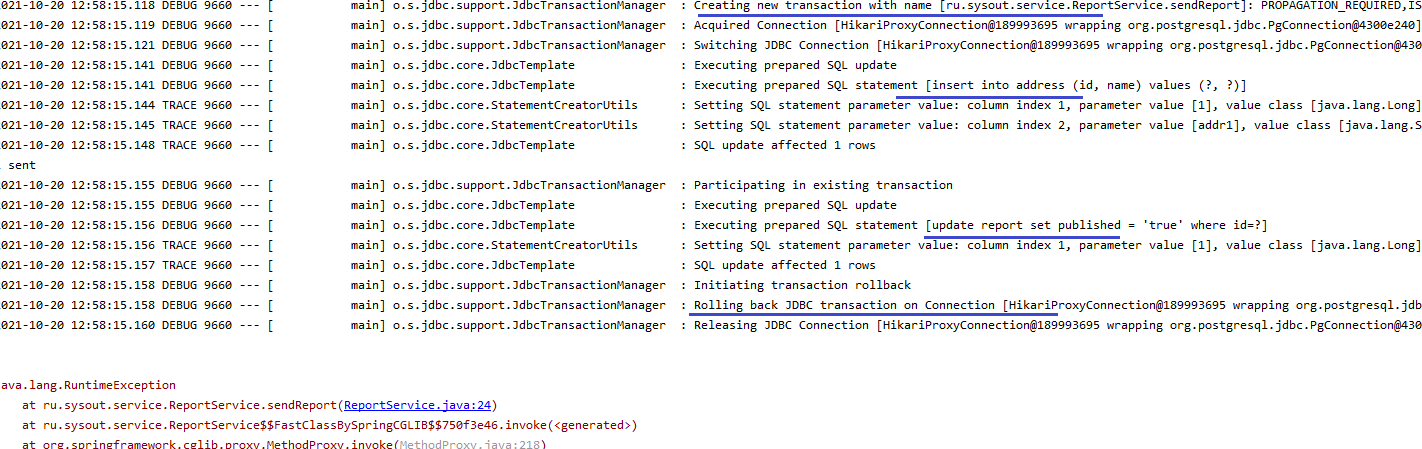 2021-10-20 12:58:15.118 DEBUG 9660 --- [           main] o.s.jdbc.support.JdbcTransactionManager  : Creating new transaction with name [ru.sysout.service.ReportService.sendReport]: PROPAGATION_REQUIRED,IS
2021-10-20 12:58:15.119 DEBUG 9660 --- [           main] o.s.jdbc.support.JdbcTransactionManager  : Acquired Connection [HikariProxyConnection@189993695 wrapping org.postgresql.jdbc.PgConnection@4300e240]
2021-10-20 12:58:15.121 DEBUG 9660 --- [           main] o.s.jdbc.support.JdbcTransactionManager  : Switching JDBC Connection [HikariProxyConnection@189993695 wrapping org.postgresql.jdbc.PgConnection@430
2021-10-20 12:58:15.141 DEBUG 9660 --- [           main] o.s.jdbc.core.JdbcTemplate               : Executing prepared SQL update
2021-10-20 12:58:15.141 DEBUG 9660 --- [           main] o.s.jdbc.core.JdbcTemplate               : Executing prepared SQL statement [insert into address (id, name) values (?, ?)]
2021-10-20 12:58:15.144 TRACE 9660 --- [           main] o.s.jdbc.core.StatementCreatorUtils      : Setting SQL statement parameter value: column index 1, parameter value [1], value class [java.lang.Long]
2021-10-20 12:58:15.145 TRACE 9660 --- [           main] o.s.jdbc.core.StatementCreatorUtils      : Setting SQL statement parameter value: column index 2, parameter value [addr1], value class [java.lang.S
2021-10-20 12:58:15.148 TRACE 9660 --- [           main] o.s.jdbc.core.JdbcTemplate               : SQL update affected 1 rows
sent
2021-10-20 12:58:15.155 DEBUG 9660 --- [           main] o.s.jdbc.support.JdbcTransactionManager  : Participating in existing transaction
2021-10-20 12:58:15.155 DEBUG 9660 --- [           main] o.s.jdbc.core.JdbcTemplate               : Executing prepared SQL update
2021-10-20 12:58:15.156 DEBUG 9660 --- [           main] o.s.jdbc.core.JdbcTemplate               : Executing prepared SQL statement [update report set published = 'true' where id=?]
2021-10-20 12:58:15.156 TRACE 9660 --- [           main] o.s.jdbc.core.StatementCreatorUtils      : Setting SQL statement parameter value: column index 1, parameter value [1], value class [java.lang.Long]
2021-10-20 12:58:15.157 TRACE 9660 --- [           main] o.s.jdbc.core.JdbcTemplate               : SQL update affected 1 rows
2021-10-20 12:58:15.158 DEBUG 9660 --- [           main] o.s.jdbc.support.JdbcTransactionManager  : Initiating transaction rollback
2021-10-20 12:58:15.158 DEBUG 9660 --- [           main] o.s.jdbc.support.JdbcTransactionManager  : Rolling back JDBC transaction on Connection [HikariProxyConnection@189993695 wrapping org.postgresql.jdb
2021-10-20 12:58:15.160 DEBUG 9660 --- [           main] o.s.jdbc.support.JdbcTransactionManager  : Releasing JDBC Connection [HikariProxyConnection@189993695 wrapping org.postgresql.jdbc.PgConnection@430
ava.lang.RuntimeException
at ru.sysout.service.ReportService.sendReport(ReportService.java:24)
at ru.sysout.service.ReportService$$FastClassBySpringCGLIB$$750f3e46.invoke(<generated>)
at org.springframework.cglib.proxy.MethodProxy.invoke(MethodProxy.java:218)